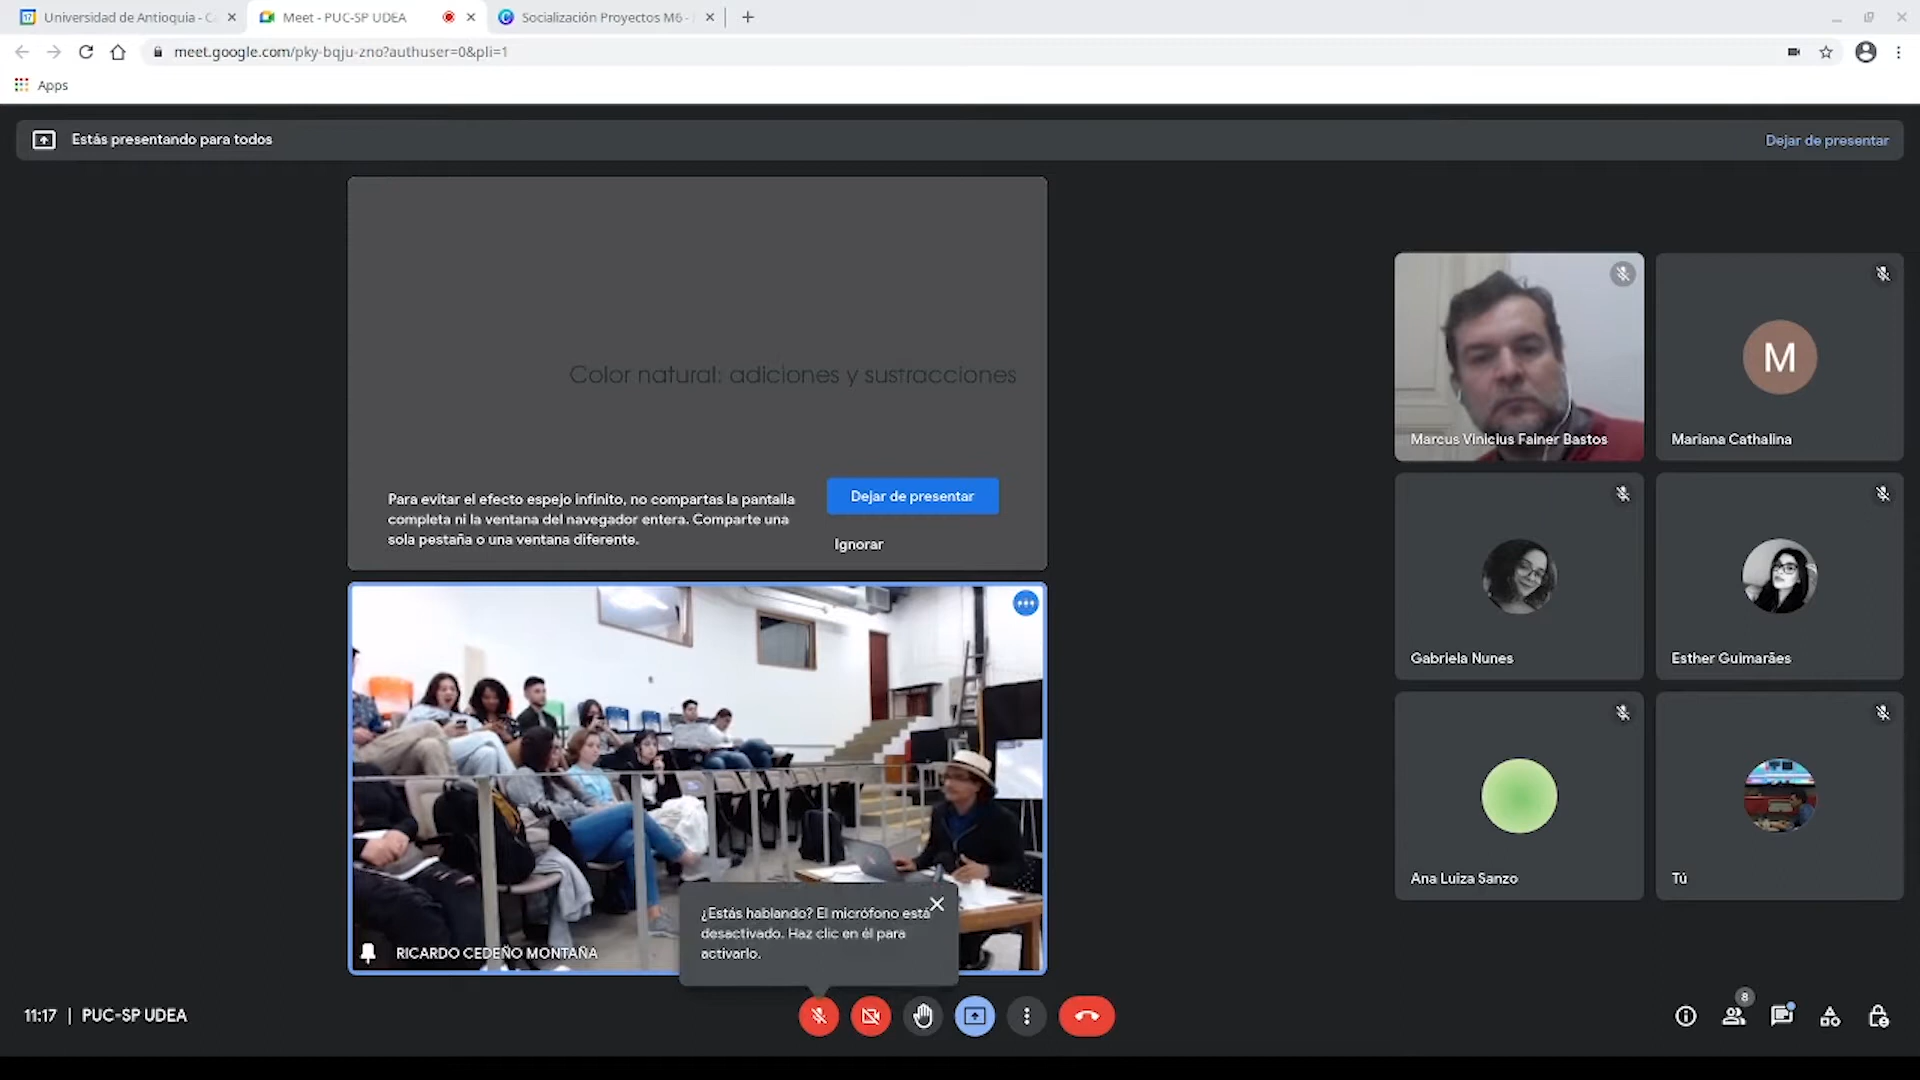 Universidad de Antioquia - C
Meet - PUC-SP UDEA
Socialización Proyectos M6 -
meet.google.com/pky-bqju-zno?authuser=0&pli=1
Apps
Estás presentando para todos
Dejar de presentar
Color natural: adiciones y sustracciones
Para evitar el efecto espejo infinito, no compartas la pantalla
completa ni la ventana del navegador entera. Comparte una
sola pestaña o una ventana diferente.
Dejar de presentar
Ignorar
Marcus Vinicius Fainer Bastos
M
Mariana Cathalina
Gabriela Nunes
Esther Guimarães
Ana Luiza Sanzo
Tú
¿Estás hablando? El micrófono está
desactivado. Haz clic en él para
activarlo.
RICARDO CEDEÑO MONTAÑA
11:17 | PUC-SP UDEA
8